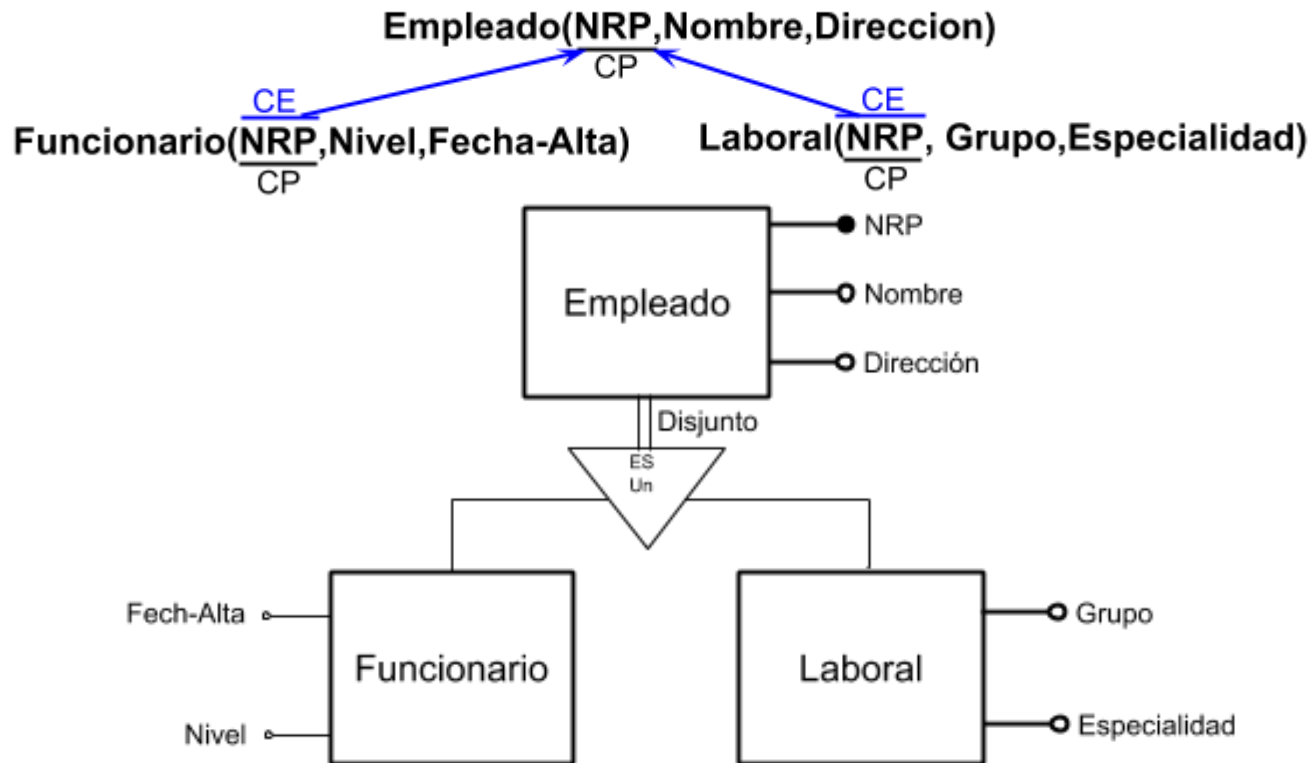 Empleado(NRP,Nombre,Direccion)
CP
CE
CE
Funcionario(NRP,Nivel,Fecha-Alta)
Laboral(NRP, Grupo,Especialidad)
CP
CP
NRP
Empleado
Nombre
Dirección
Disjunto
ES
Un
Fech-Alta
Grupo
Funcionario
Laboral
Nivel
Especialidad